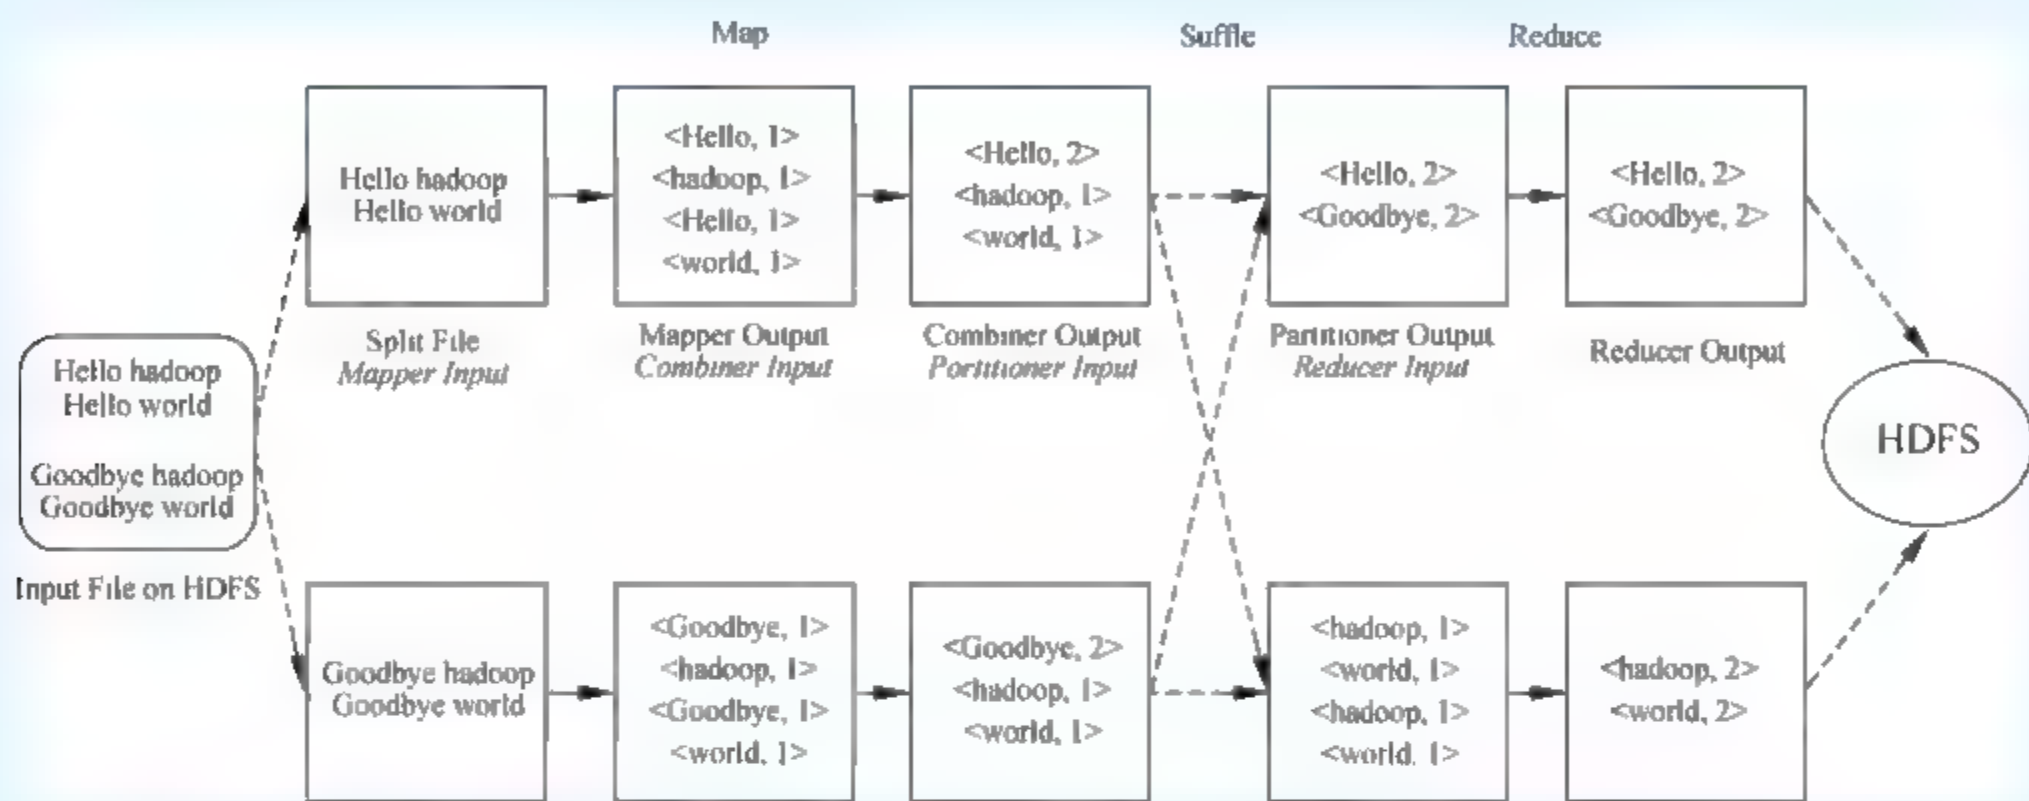 Map
Suffle
Reduce
Hello hadoop
Hello world
Goodbye hadoop
Goodbye world
Input File on HDFS
Hello hadoop
Hello world
Split File
Mapper Input
<Hello, 1>
<hadoop, 1>
<Hello, 1>
<world, 1>
Mapper Output
Combiner Input
<Hello, 2>
<hadoop, 1>
<world, 1>
Combiner Output
Portitioner Input
<Hello, 2>
<Goodbye, 2>
Partitioner Output
Reducer Input
<Hello, 2>
<Goodbye, 2>
Reducer Output
HDFS
Goodbye hadoop
Goodbye world
<Goodbye, 1>
<hadoop, 1>
<Goodbye, 1>
<world, 1>
<Goodbye, 2>
<hadoop, 1>
<world, 1>
<hadoop, 1>
<world, 1>
<hadoop, 1>
<world, 1>
<hadoop, 2>
<world, 2>